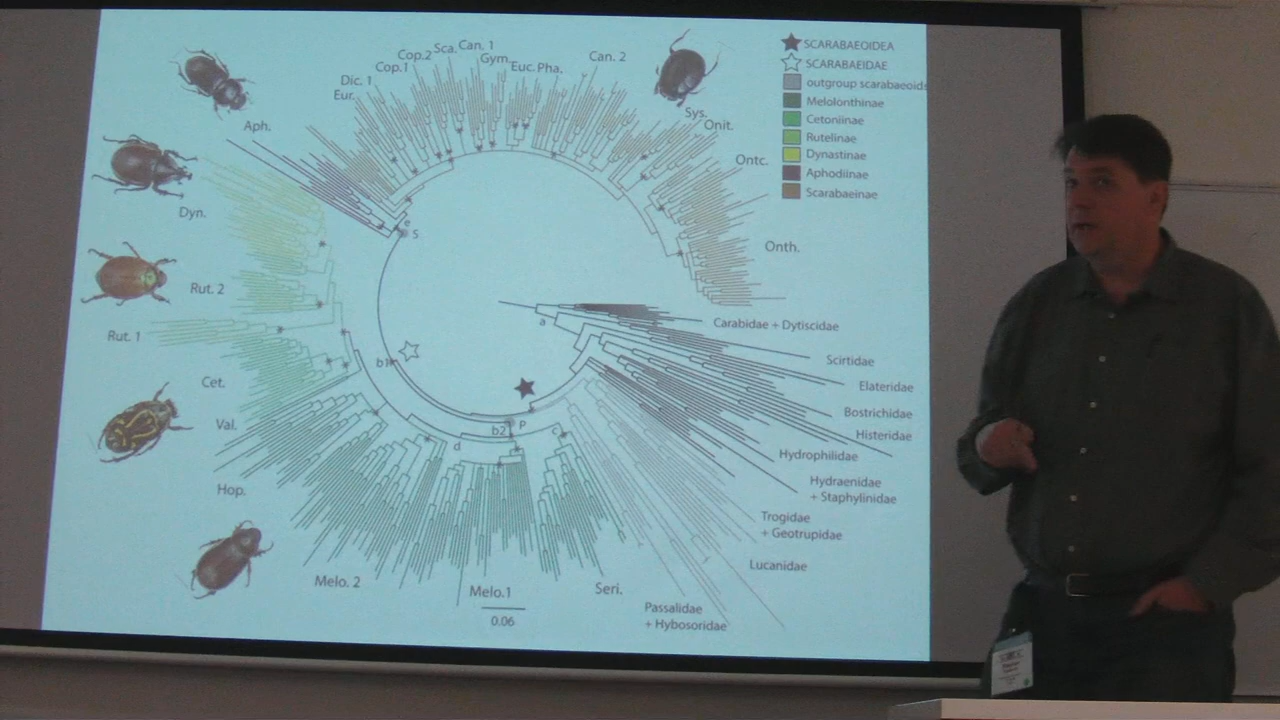 Can. 1
Sca.
Cop.2
Gym.
Can. 2
Cop.1
Euc.
Pha.
Dic. 1
Eur.
Sys.
Onit.
Aph.
Ontc.
Dyn.
Onth.
Rut. 2
Rut. 1
Cet.
Val.
Hop.
Melo. 2
Melo.1
Seri.
0.06
e
S
a
b1
b2
P
c
d
★ SCARABAEOIDEA
☆ SCARABAEIDAE
outgroup scarabaeoids
Melolonthinae
Cetoniinae
Rutelinae
Dynastinae
Aphodiinae
Scarabaeinae
Carabidae + Dytiscidae
Scirtidae
Elateridae
Bostrichidae
Histeridae
Hydrophilidae
Hydraenidae
+ Staphylinidae
Trogidae
+ Geotrupidae
Lucanidae
Passalidae
+ Hybosoridae